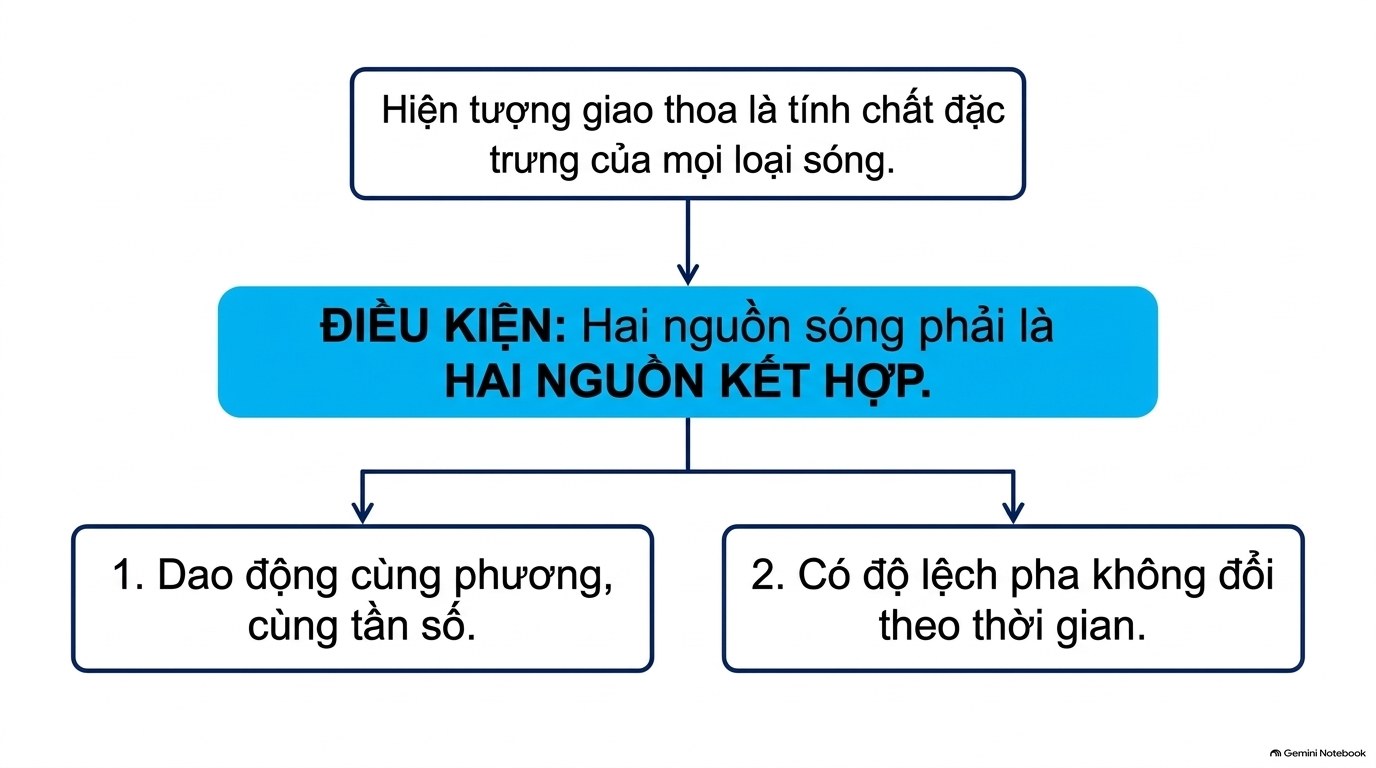 Hiện tượng giao thoa là tính chất đặc
trưng của mọi loại sóng.
ĐIỀU KIỆN: Hai nguồn sóng phải là
HAI NGUỒN KẾT HỢP.
1. Dao động cùng phương,
cùng tần số.
2. Có độ lệch pha không đổi
theo thời gian.
Gemini Notebook